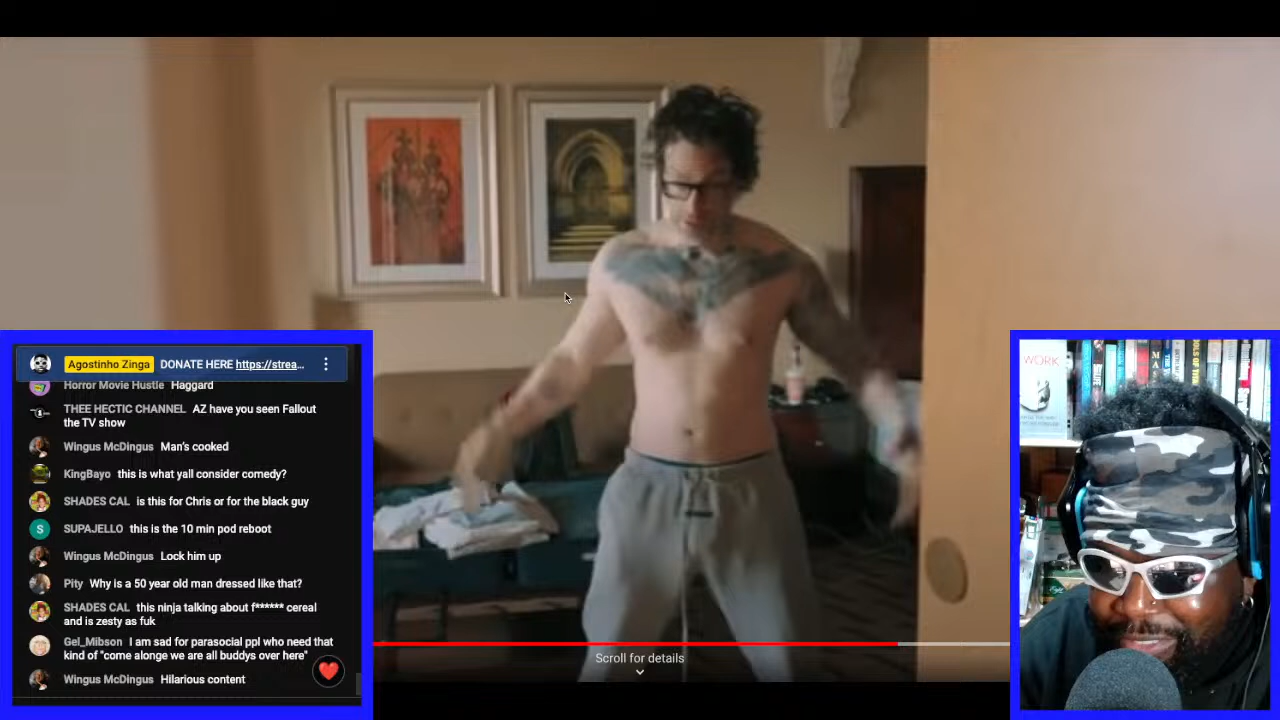 Agostinho Zinga DONATE HERE https://strea...
Horror Movie Hustle Haggard
THEE HECTIC CHANNEL AZ have you seen Fallout
the TV show
Wingus McDingus Man's cooked
KingBayo this is what yall consider comedy?
SHADES CAL is this for Chris or for the black guy
S SUPAJELLO this is the 10 min pod reboot
Wingus McDingus Lock him up
Pity Why is a 50 year old man dressed like that?
SHADES CAL this ninja talking about f****** cereal
and is zesty as fuk
Gel_Mibson I am sad for parasocial ppl who need that
kind of "come alonge we are all buddys over here"
Wingus McDingus Hilarious content
Scroll for details
WORK